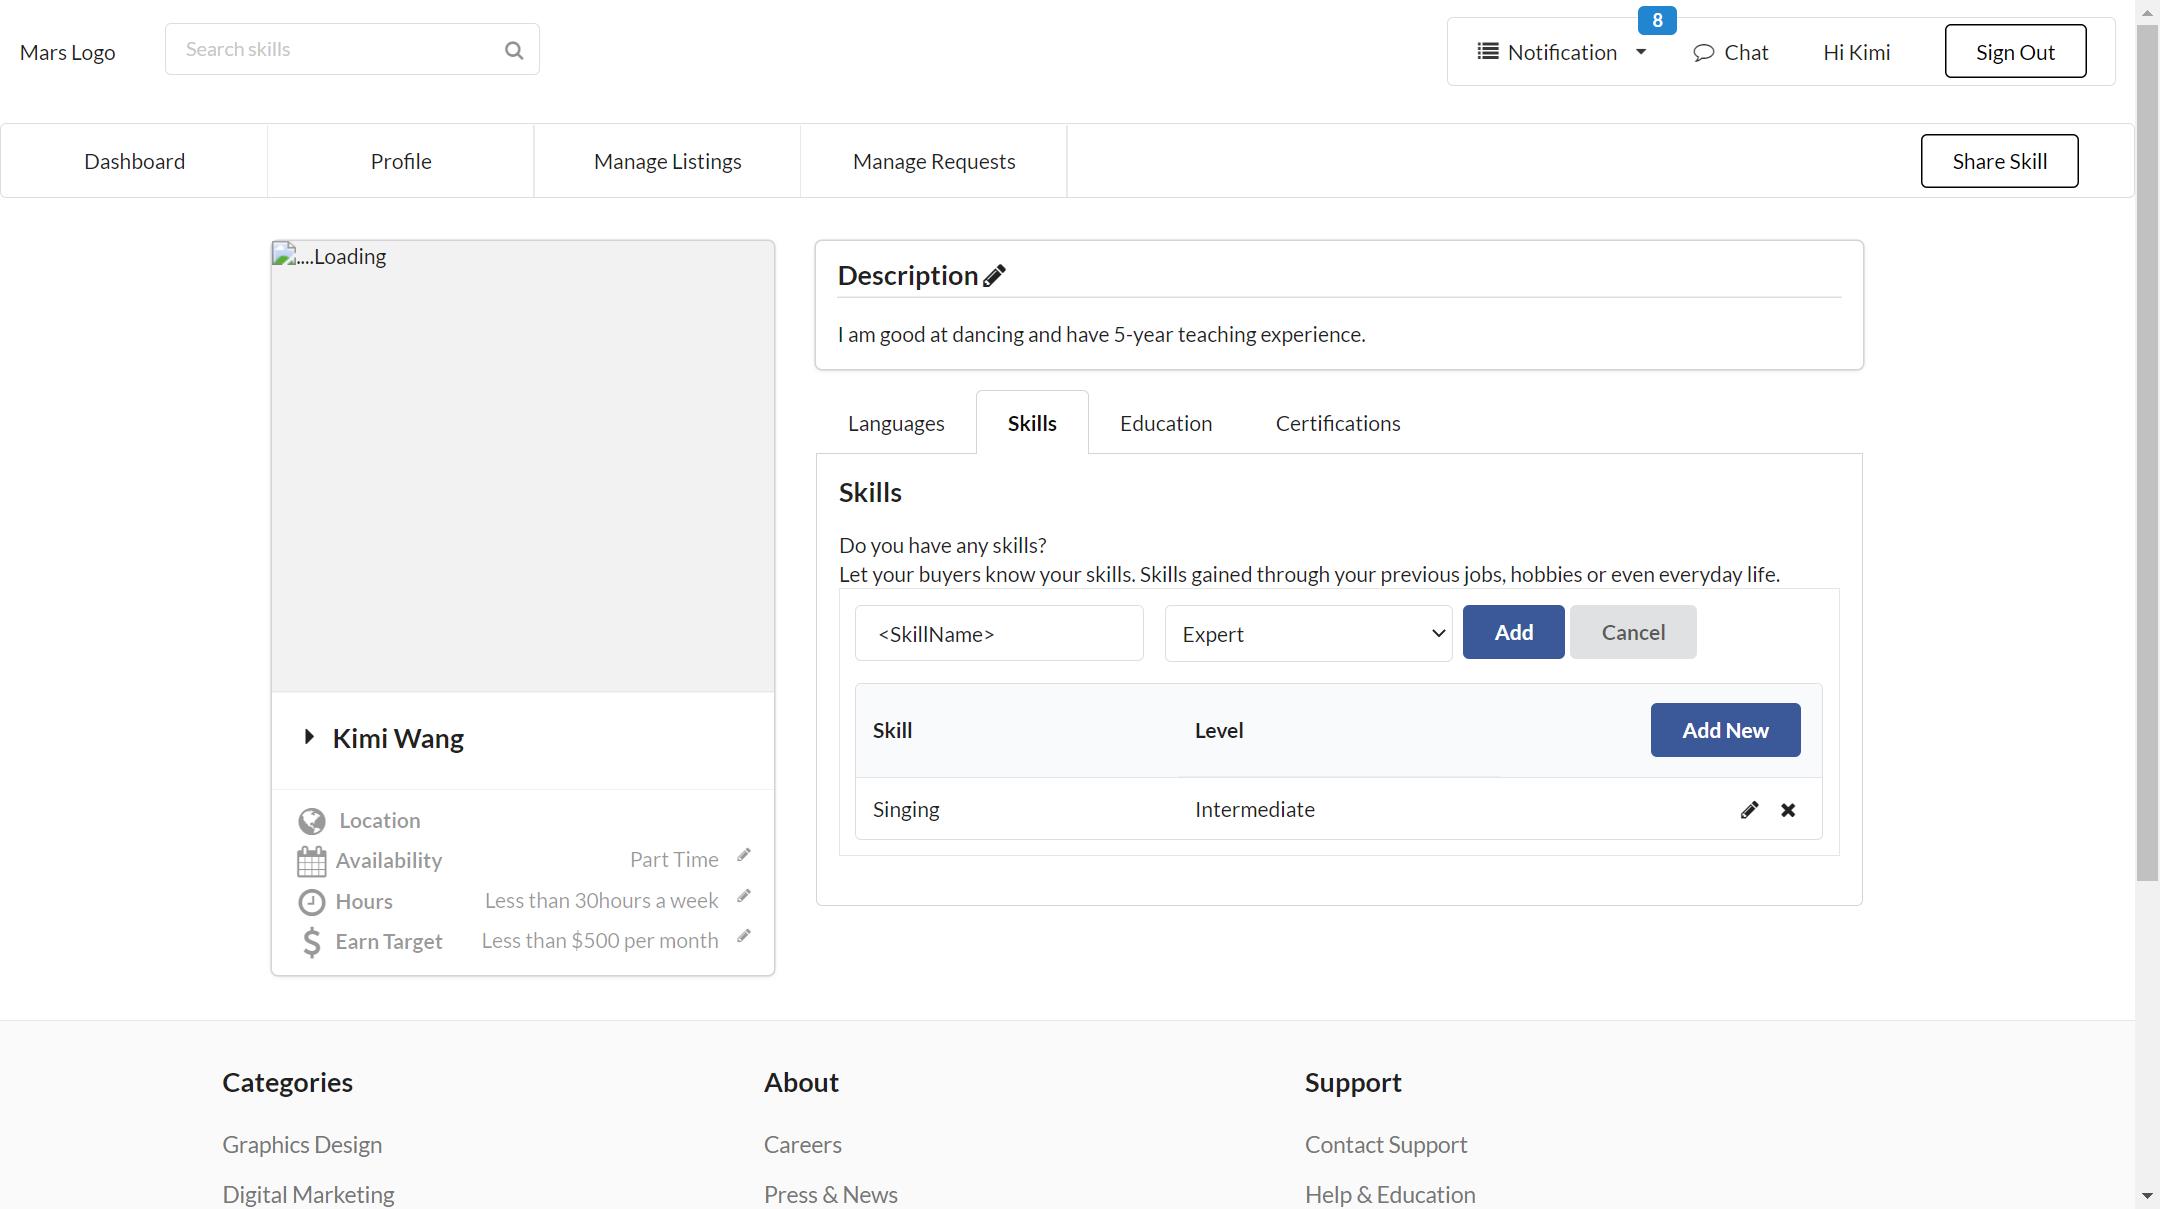 Mars Logo
Search skills
8
Notification
Chat
Hi Kimi
Sign Out
Dashboard
Profile
Manage Listings
Manage Requests
Share Skill
....Loading
Kimi Wang
Location
Availability
Part Time
Hours
Less than 30hours a week
Earn Target
Less than $500 per month
Description
I am good at dancing and have 5-year teaching experience.
Languages
Skills
Education
Certifications
Skills
Do you have any skills?
Let your buyers know your skills. Skills gained through your previous jobs, hobbies or even everyday life.
<SkillName>
Expert
Add
Cancel
Skill
Level
Add New
Singing
Intermediate
Categories
Graphics Design
Digital Marketing
About
Careers
Press & News
Support
Contact Support
Help & Education